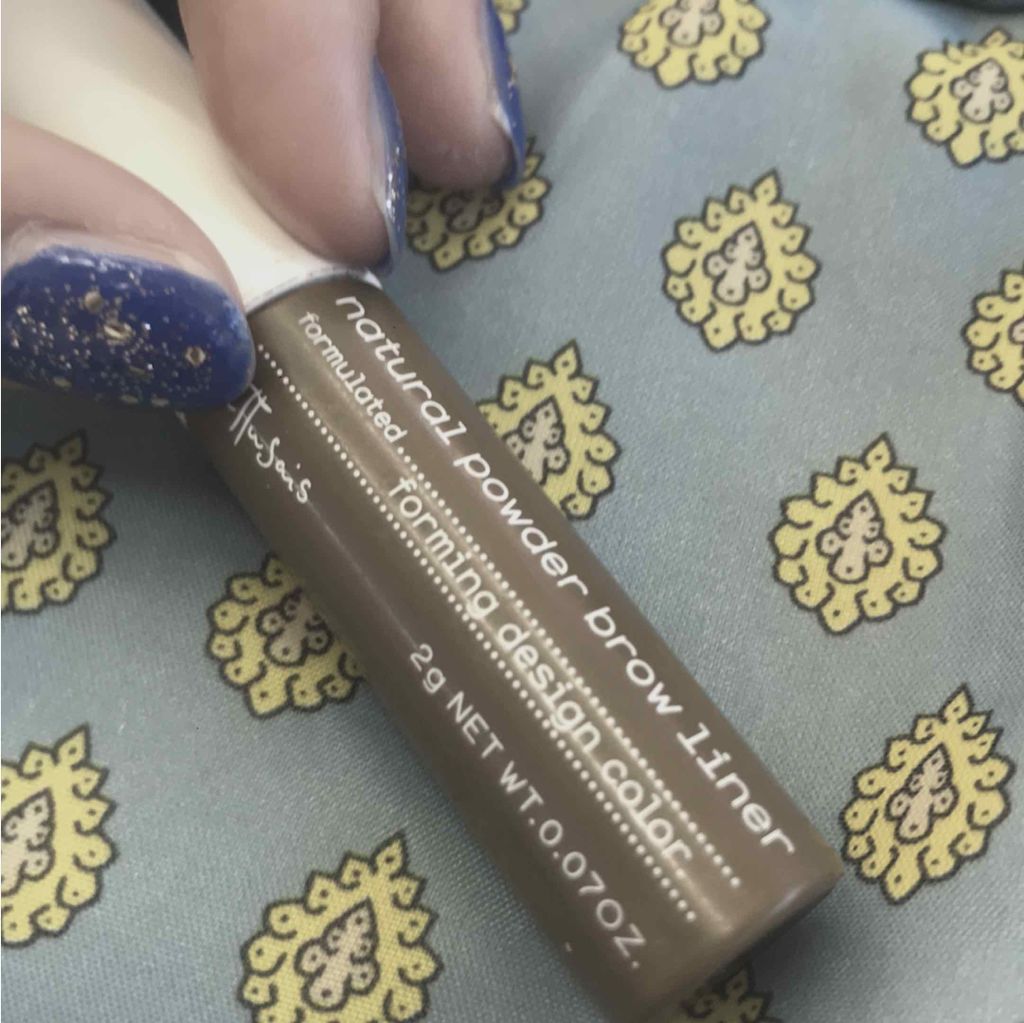 natural powder brow liner
formulated
forming design color
2g NET WT.0.07OZ.